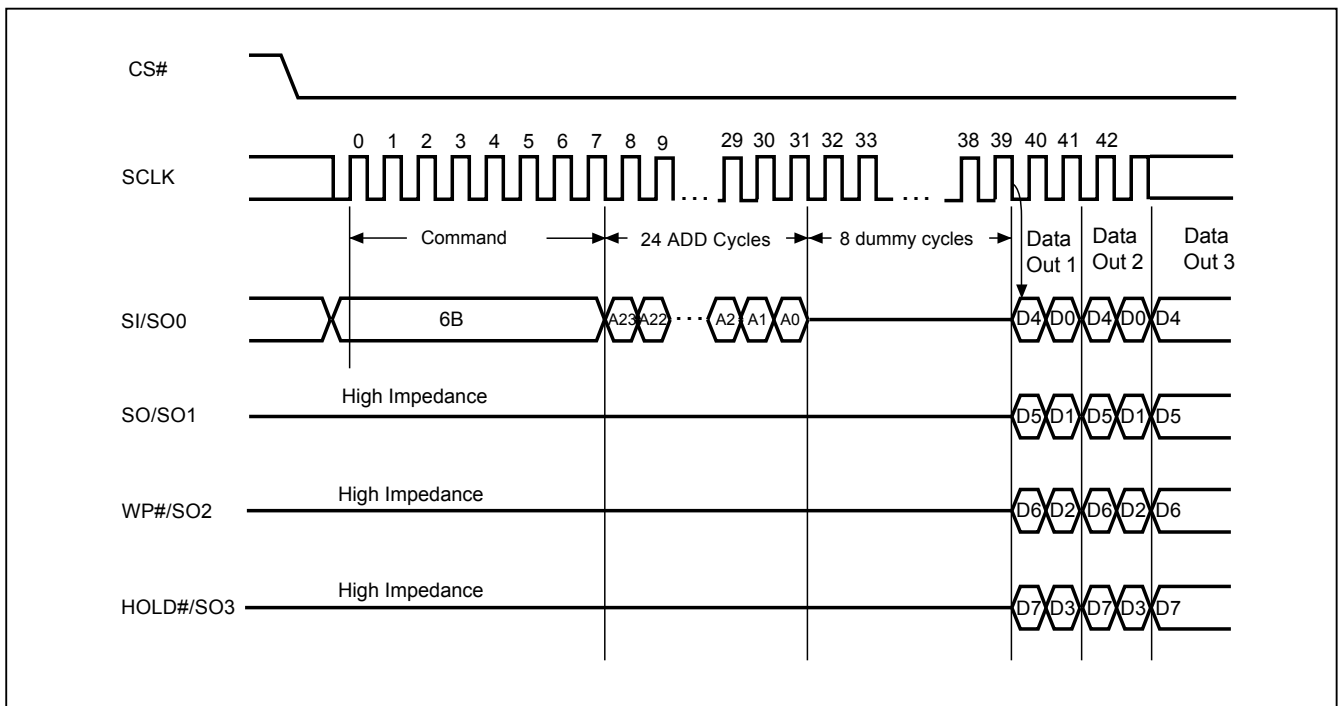 CS#
0 1 2 3 4 5 6 7 8 9 29 30 31 32 33 38 39 40 41 42
SCLK
. . . . . .
Command 24 ADD Cycles 8 dummy cycles Data Out 1 Data Out 2 Data Out 3
SI/SO0 6B A23 A22 . . . A2 A1 A0 D4 D0 D4 D0 D4
High Impedance
SO/SO1 D5 D1 D5 D1 D5
High Impedance
WP#/SO2 D6 D2 D6 D2 D6
High Impedance
HOLD#/SO3 D7 D3 D7 D3 D7